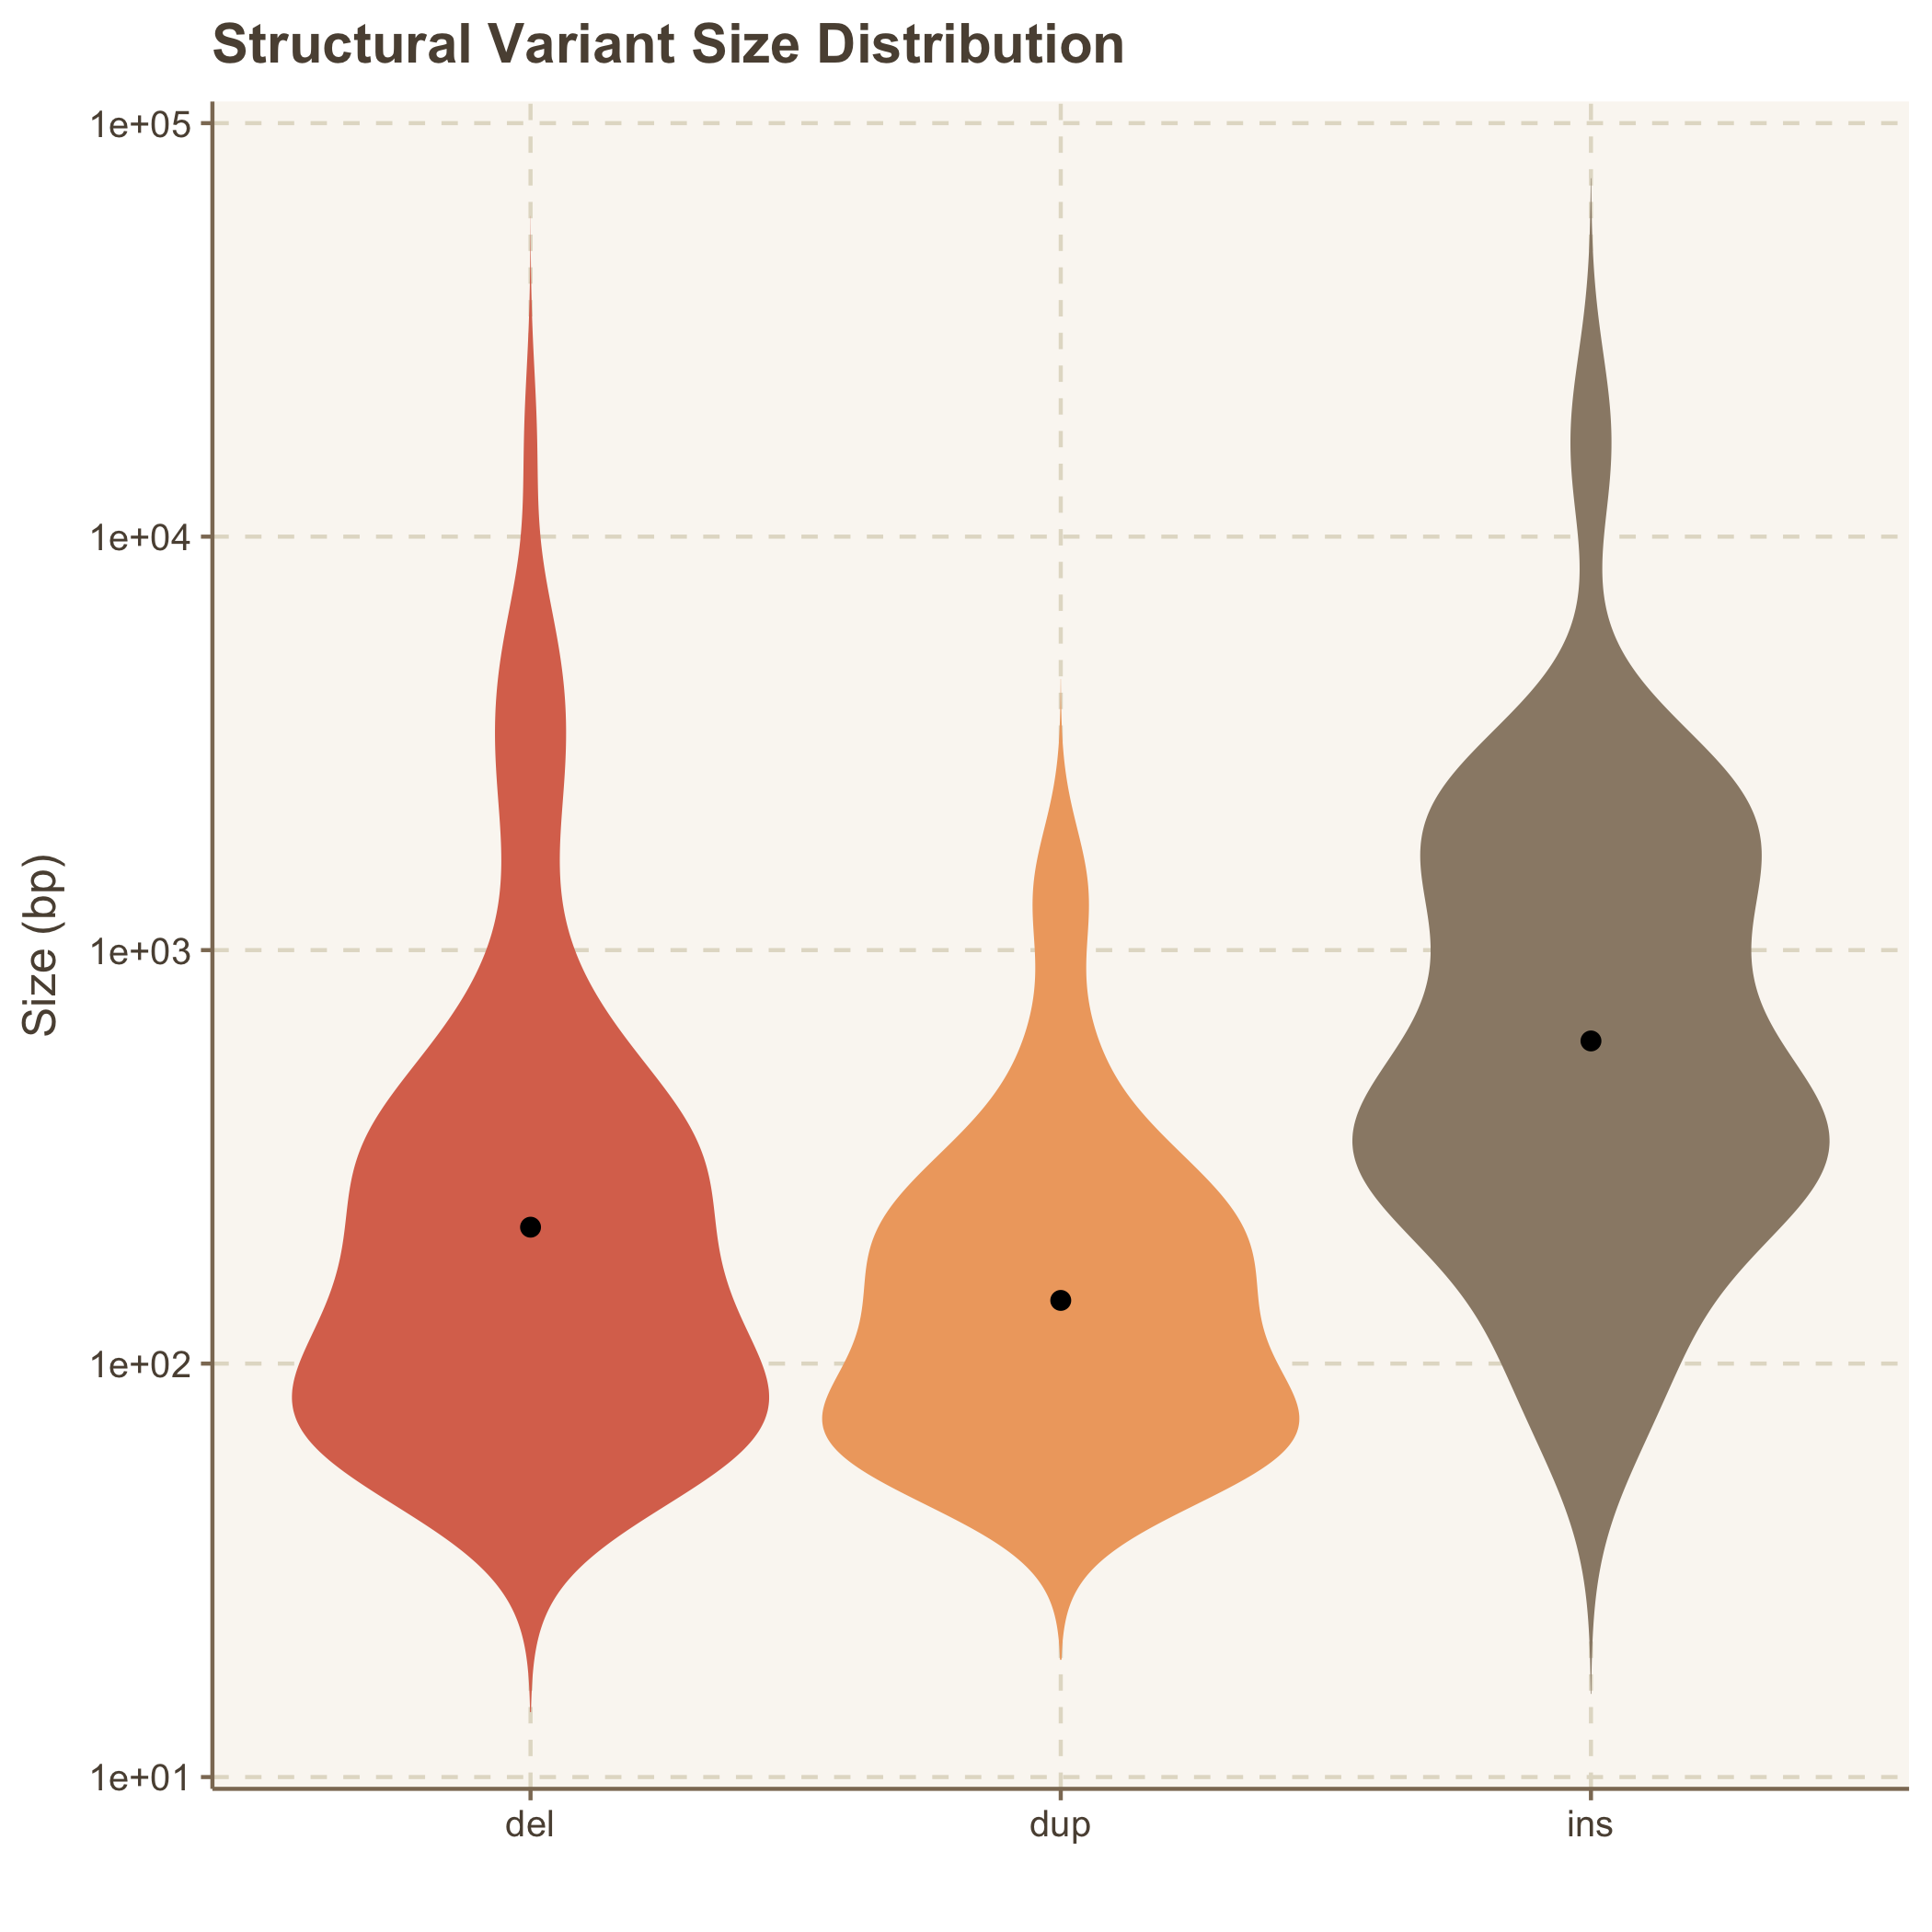 Structural Variant Size Distribution
1e+05
1e+04
1e+03
1e+02
1e+01
Size (bp)
del
dup
ins